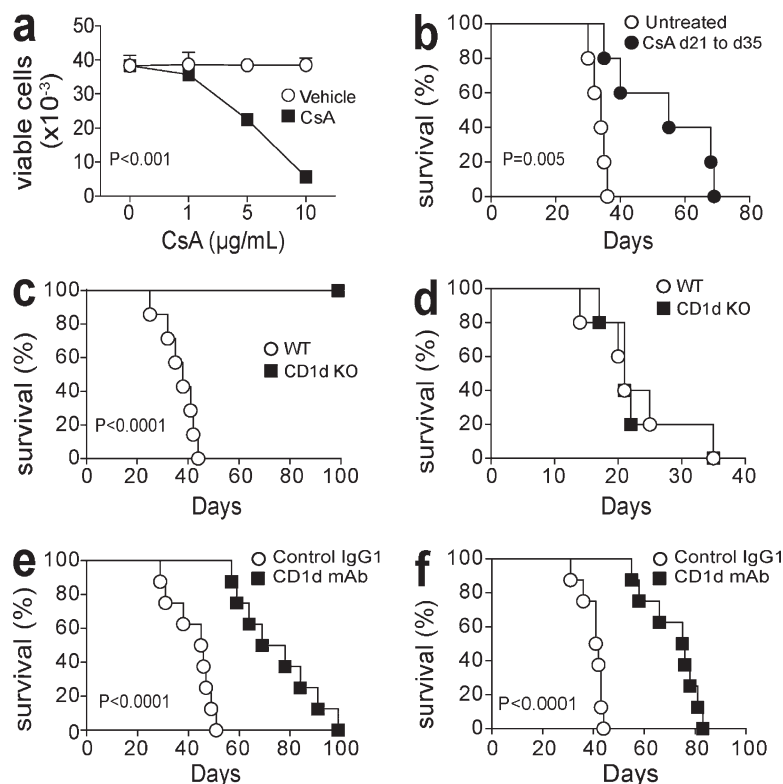 a
viable cells
(x10⁻³)
50
40
30
20
10
0
Vehicle
CsA
P<0.001
0
1
5
10
CsA (µg/mL)
b
survival (%)
100
80
60
40
20
0
Untreated
CsA d21 to d35
P=0.005
0
20
40
60
80
Days
c
survival (%)
100
80
60
40
20
0
WT
CD1d KO
P<0.0001
0
20
40
60
80
100
Days
d
survival (%)
100
80
60
40
20
0
WT
CD1d KO
0
10
20
30
40
Days
e
survival (%)
100
80
60
40
20
0
Control IgG1
CD1d mAb
P<0.0001
0
20
40
60
80
100
Days
f
survival (%)
100
80
60
40
20
0
Control IgG1
CD1d mAb
P<0.0001
0
20
40
60
80
100
Days